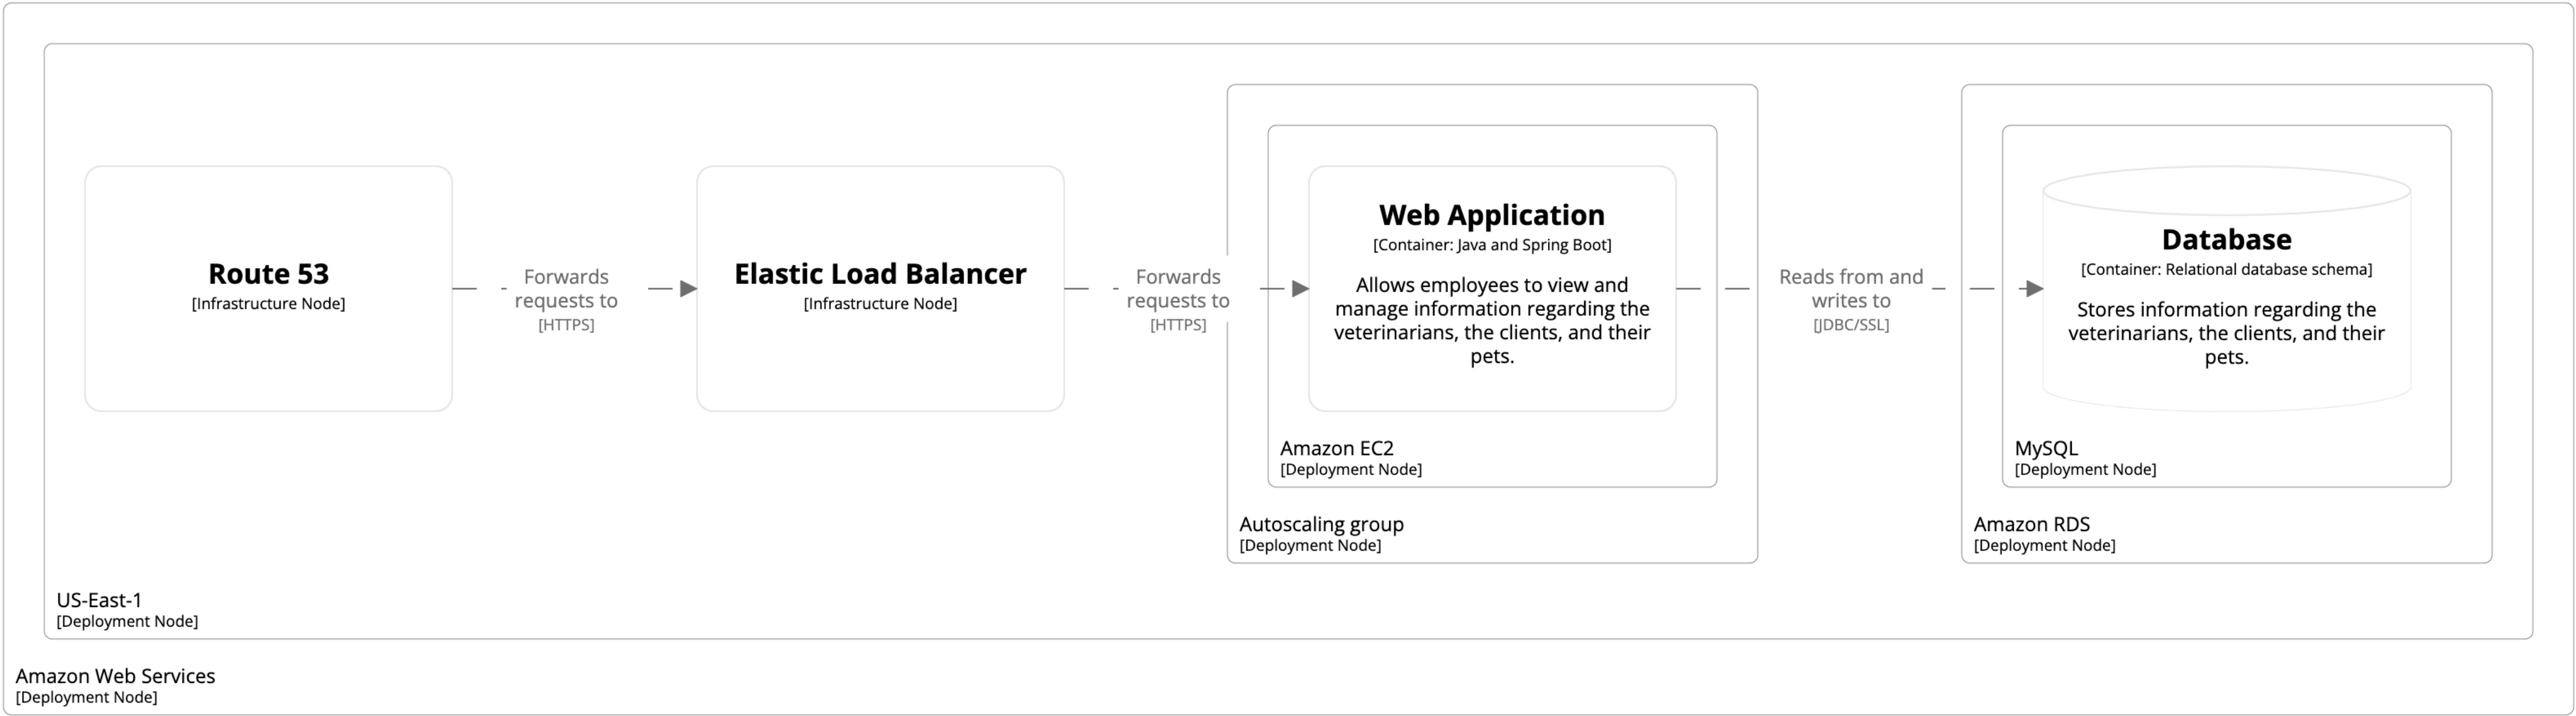 Route 53
[Infrastructure Node]
Forwards
requests to
[HTTPS]
Elastic Load Balancer
[Infrastructure Node]
Forwards
requests to
[HTTPS]
Web Application
[Container: Java and Spring Boot]
Allows employees to view and
manage information regarding the
veterinarians, the clients, and their
pets.
Amazon EC2
[Deployment Node]
Autoscaling group
[Deployment Node]
Reads from and
writes to
[JDBC/SSL]
Database
[Container: Relational database schema]
Stores information regarding the
veterinarians, the clients, and their
pets.
MySQL
[Deployment Node]
Amazon RDS
[Deployment Node]
US-East-1
[Deployment Node]
Amazon Web Services
[Deployment Node]